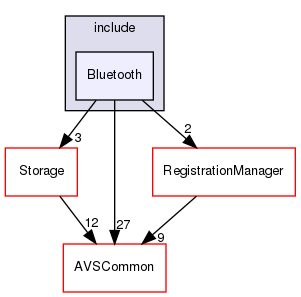 include
Bluetooth
3
2
Storage
RegistrationManager
12
27
9
AVSCommon